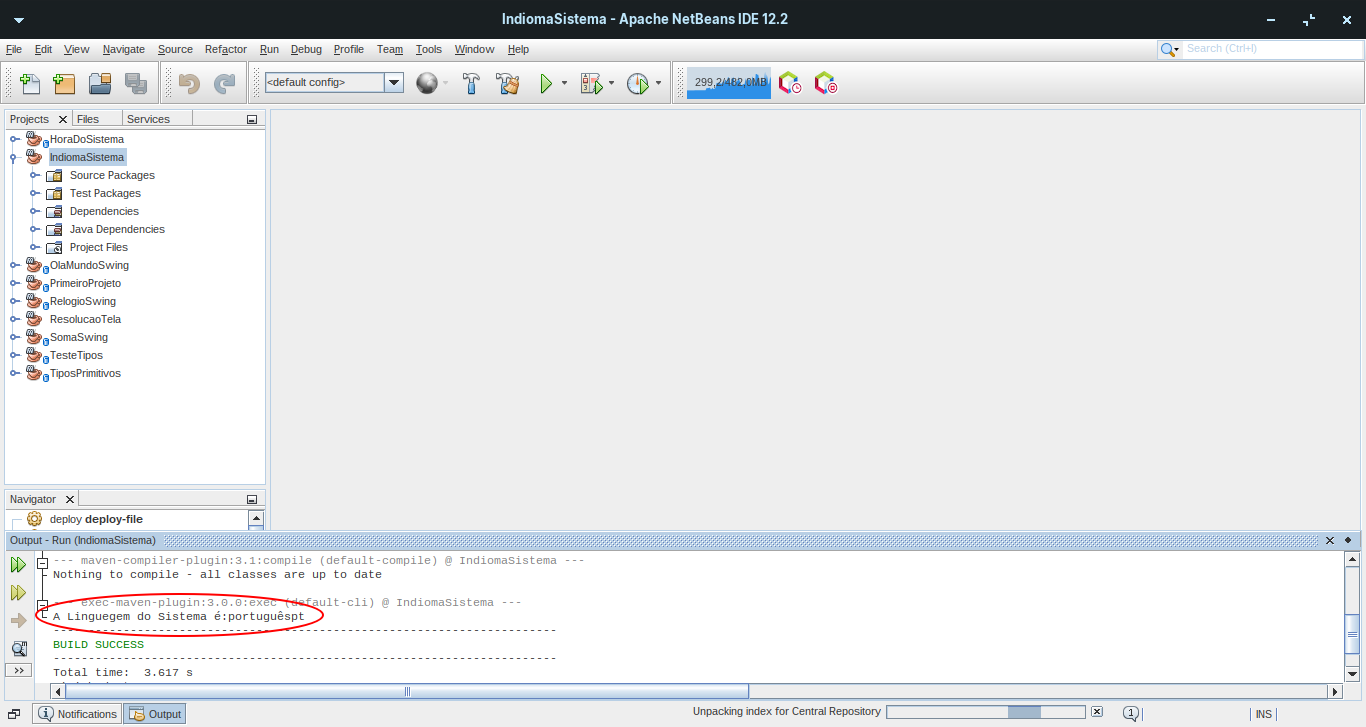 IndiomaSistema - Apache NetBeans IDE 12.2
File Edit View Navigate Source Refactor Run Debug Profile Team Tools Window Help
Search (Ctrl+I)
<default config>
299,2/482,0MB
Projects Files Services
HoraDoSistema
IndiomaSistema
Source Packages
Test Packages
Dependencies
Java Dependencies
Project Files
OlaMundoSwing
PrimeiroProjeto
RelogioSwing
ResolucaoTela
SomaSwing
TesteTipos
TiposPrimitivos
Navigator
deploy deploy-file
Output - Run (IndiomaSistema)
--- maven-compiler-plugin:3.1:compile (default-compile) @ IndiomaSistema ---
Nothing to compile - all classes are up to date
--- exec-maven-plugin:3.0.0:exec (default-cli) @ IndiomaSistema ---
A Linguegem do Sistema é:portuguêspt
------------------------------------------------------------------------
BUILD SUCCESS
------------------------------------------------------------------------
Total time:  3.617 s
>>
Notifications Output
Unpacking index for Central Repository
1
INS